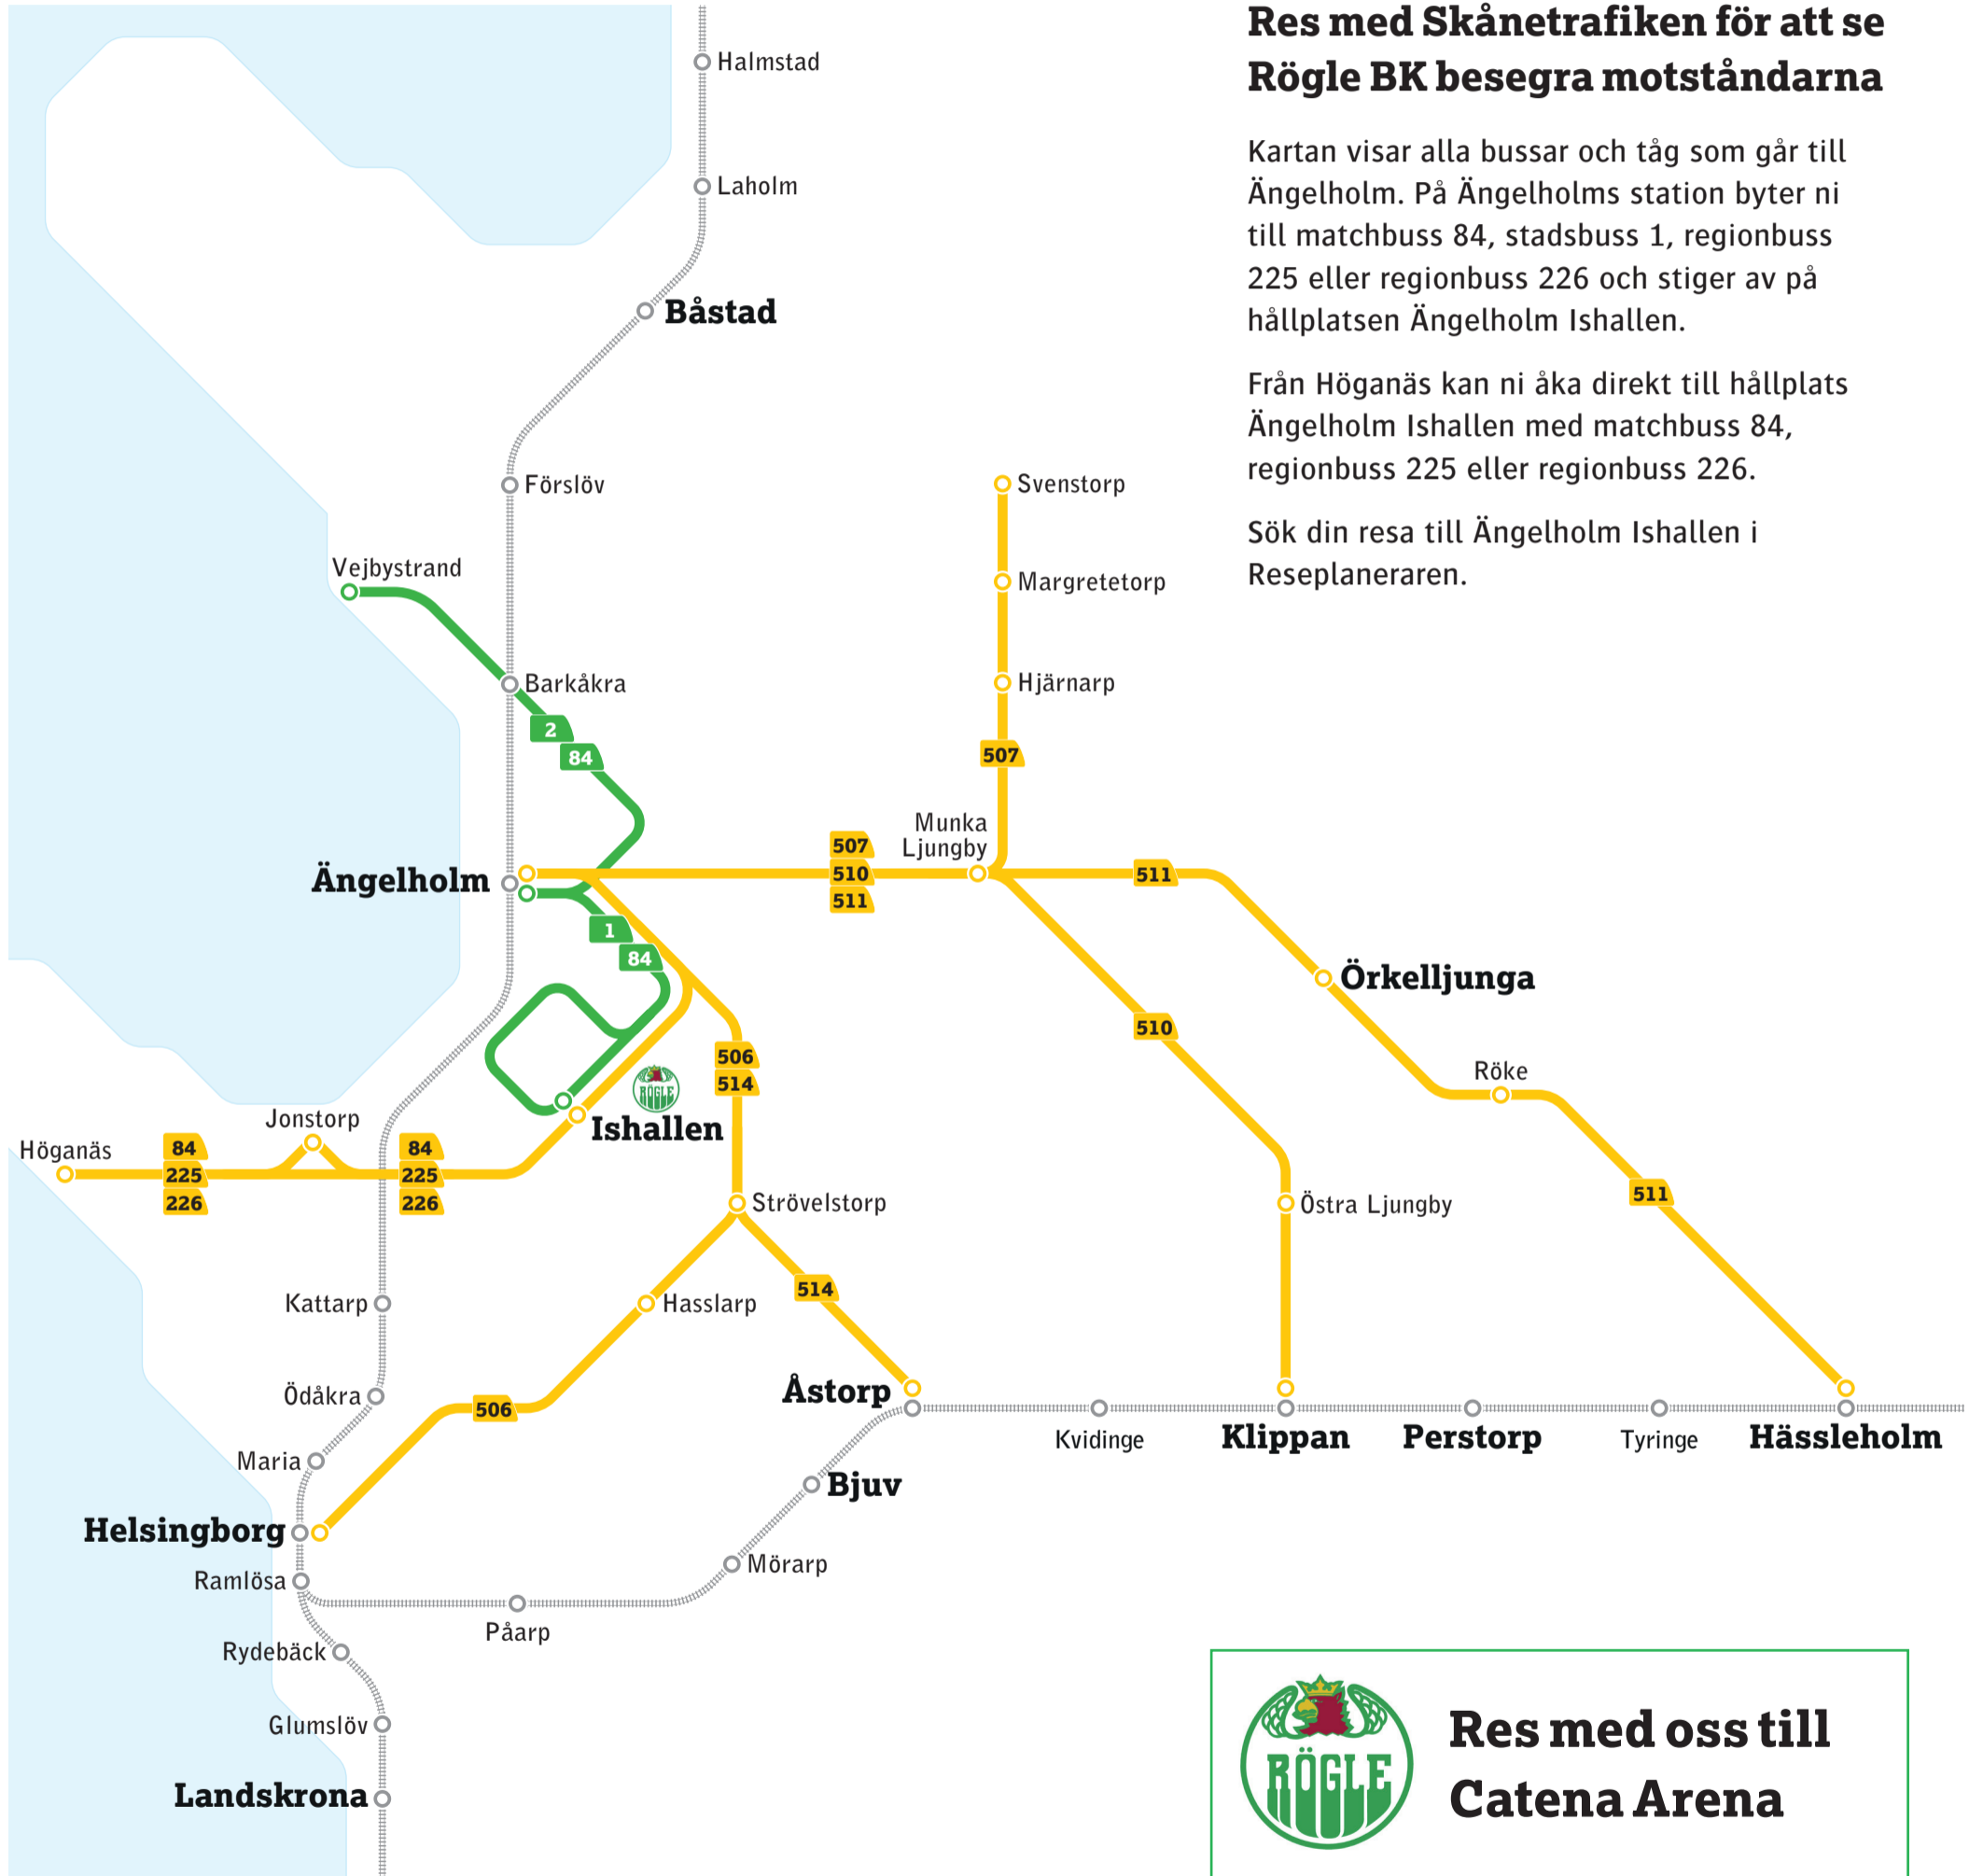 Res med Skånetrafiken för att se
Rögle BK besegra motståndarna
Kartan visar alla bussar och tåg som går till
Ängelholm. På Ängelholms station byter ni
till matchbuss 84, stadsbuss 1, regionbuss
225 eller regionbuss 226 och stiger av på
hållplatsen Ängelholm Ishallen.
Från Höganäs kan ni åka direkt till hållplats
Ängelholm Ishallen med matchbuss 84,
regionbuss 225 eller regionbuss 226.
Sök din resa till Ängelholm Ishallen i
Reseplaneraren.
Halmstad
Laholm
Båstad
Förslöv
Svenstorp
Vejbystrand
Margretetorp
Barkåkra
Hjärnarp
2
84
507
Munka
Ljungby
507
510
511
511
Ängelholm
1
84
Örkelljunga
510
506
514
Röke
RÖGLE
Ishallen
Jonstorp
Höganäs
84
225
226
84
225
226
511
Strövelstorp
Östra Ljungby
Kattarp
Hasslarp
514
Ödåkra
Åstorp
506
Kvidinge
Klippan
Perstorp
Tyringe
Hässleholm
Maria
Bjuv
Helsingborg
Mörarp
Ramlösa
Påarp
Rydebäck
Glumslöv
Landskrona
RÖGLE
Res med oss till
Catena Arena